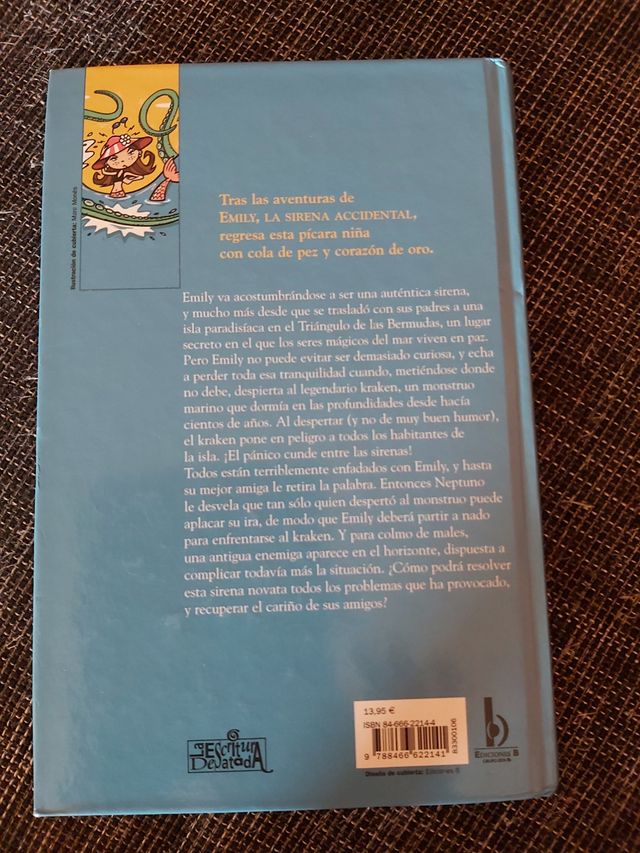 Ilustración de cubierta: Marc Monés
Tras las aventuras de
EMILY, LA SIRENA ACCIDENTAL,
regresa esta pícara niña
con cola de pez y corazón de oro.
Emily va acostumbrándose a ser una auténtica sirena,
y mucho más desde que se trasladó con sus padres a una
isla paradisíaca en el Triángulo de las Bermudas, un lugar
secreto en el que los seres mágicos del mar viven en paz.
Pero Emily no puede evitar ser demasiado curiosa, y echa
a perder toda esa tranquilidad cuando, metiéndose donde
no debe, despierta al legendario kraken, un monstruo
marino que dormía en las profundidades desde hacía
cientos de años. Al despertar (y no de muy buen humor),
el kraken pone en peligro a todos los habitantes de
la isla. ¡El pánico cunde entre las sirenas!
Todos están terriblemente enfadados con Emily, y hasta
su mejor amiga le retira la palabra. Entonces Neptuno
le desvela que tan sólo quien despertó al monstruo puede
aplacar su ira, de modo que Emily deberá partir a nado
para enfrentarse al kraken. Y para colmo de males,
una antigua enemiga aparece en el horizonte, dispuesta a
complicar todavía más la situación. ¿Cómo podrá resolver
esta sirena novata todos los problemas que ha provocado,
y recuperar el cariño de sus amigos?
13,95 €
ISBN 84-666-2214-4
9 788466 622141
83300106
Diseño de cubierta: Ediciones B
La Escritura
Desatada
b
EDICIONES B
GRUPO ZETA